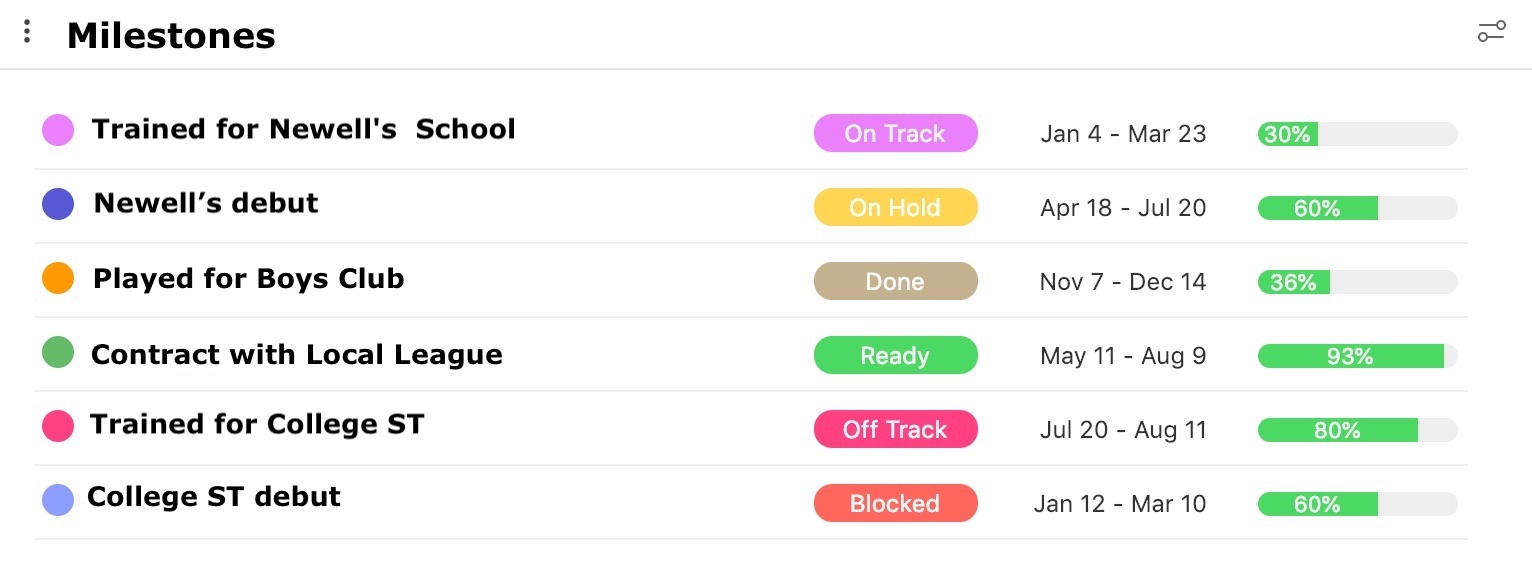 Milestones
Trained for Newell's  School On Track Jan 4 - Mar 23 30%
Newell’s debut On Hold Apr 18 - Jul 20 60%
Played for Boys Club Done Nov 7 - Dec 14 36%
Contract with Local League Ready May 11 - Aug 9 93%
Trained for College ST Off Track Jul 20 - Aug 11 80%
College ST debut Blocked Jan 12 - Mar 10 60%